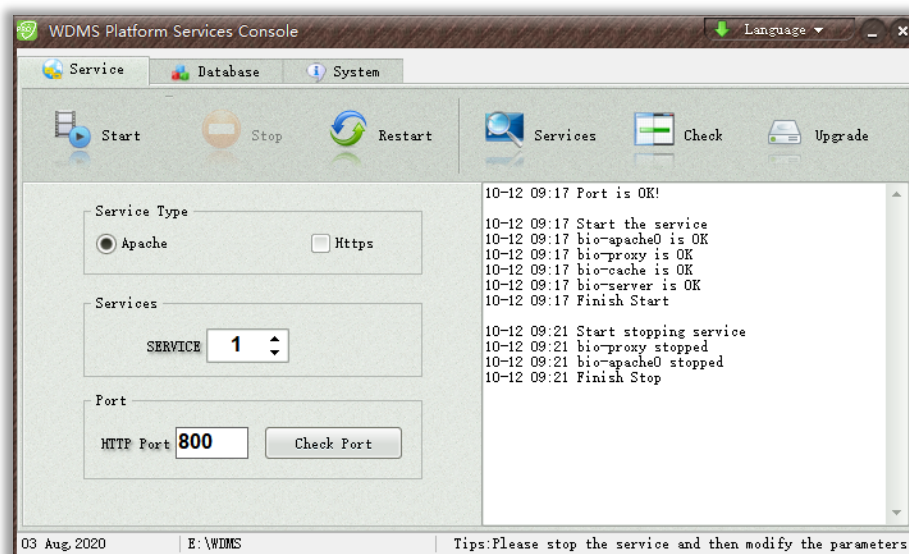 PRO
WDMS Platform Services Console
Language
Service
Database
System
Start
Stop
Restart
Services
Check
Upgrade
Service Type
Apache
Https
Services
SERVICE
1
Port
HTTP Port
800
Check Port
10-12 09:17 Port is OK!
10-12 09:17 Start the service
10-12 09:17 bio-apache0 is OK
10-12 09:17 bio-proxy is OK
10-12 09:17 bio-cache is OK
10-12 09:17 bio-server is OK
10-12 09:17 Finish Start
10-12 09:21 Start stopping service
10-12 09:21 bio-proxy stopped
10-12 09:21 bio-apache0 stopped
10-12 09:21 Finish Stop
03 Aug,2020
E:\WDMS
Tips:Please stop the service and then modify the parameters